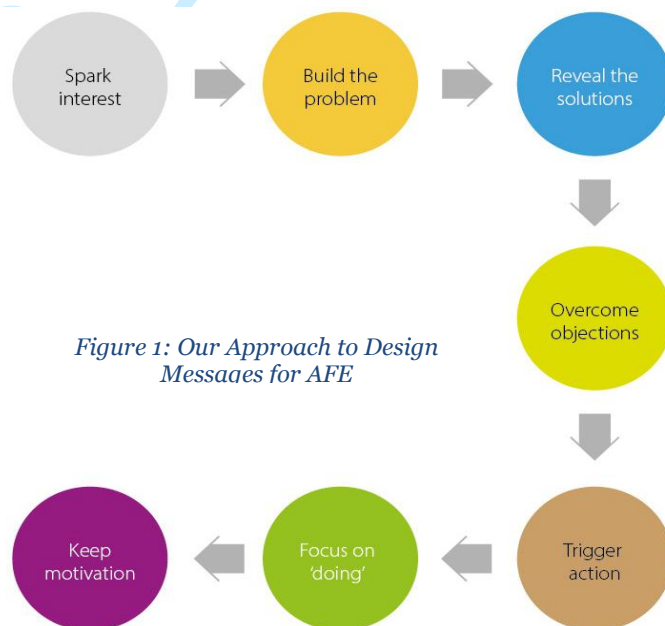 Spark
interest
Build the
problem
Reveal the
solutions
Overcome
objections
Figure 1: Our Approach to Design
Messages for AFE
Trigger
action
Focus on
‘doing’
Keep
motivation